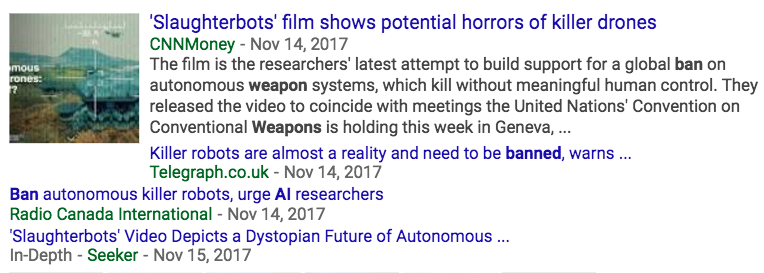 'Slaughterbots' film shows potential horrors of killer drones
CNNMoney - Nov 14, 2017
The film is the researchers' latest attempt to build support for a global ban on
autonomous weapon systems, which kill without meaningful human control. They
released the video to coincide with meetings the United Nations' Convention on
Conventional Weapons is holding this week in Geneva, ...
Killer robots are almost a reality and need to be banned, warns ...
Telegraph.co.uk - Nov 14, 2017
Ban autonomous killer robots, urge AI researchers
Radio Canada International - Nov 14, 2017
'Slaughterbots' Video Depicts a Dystopian Future of Autonomous ...
In-Depth - Seeker - Nov 15, 2017
mous
rones:
?